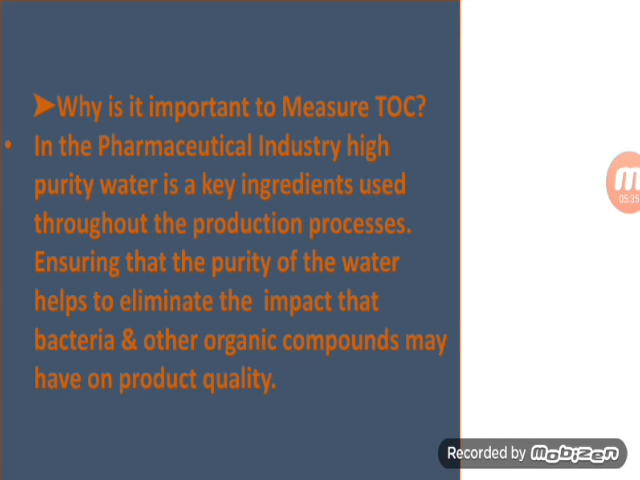 ➤Why is it important to Measure TOC?
• In the Pharmaceutical Industry high
purity water is a key ingredients used
throughout the production processes.
Ensuring that the purity of the water
helps to eliminate the impact that
bacteria & other organic compounds may
have on product quality.
M
05:35
Recorded by Mobizen